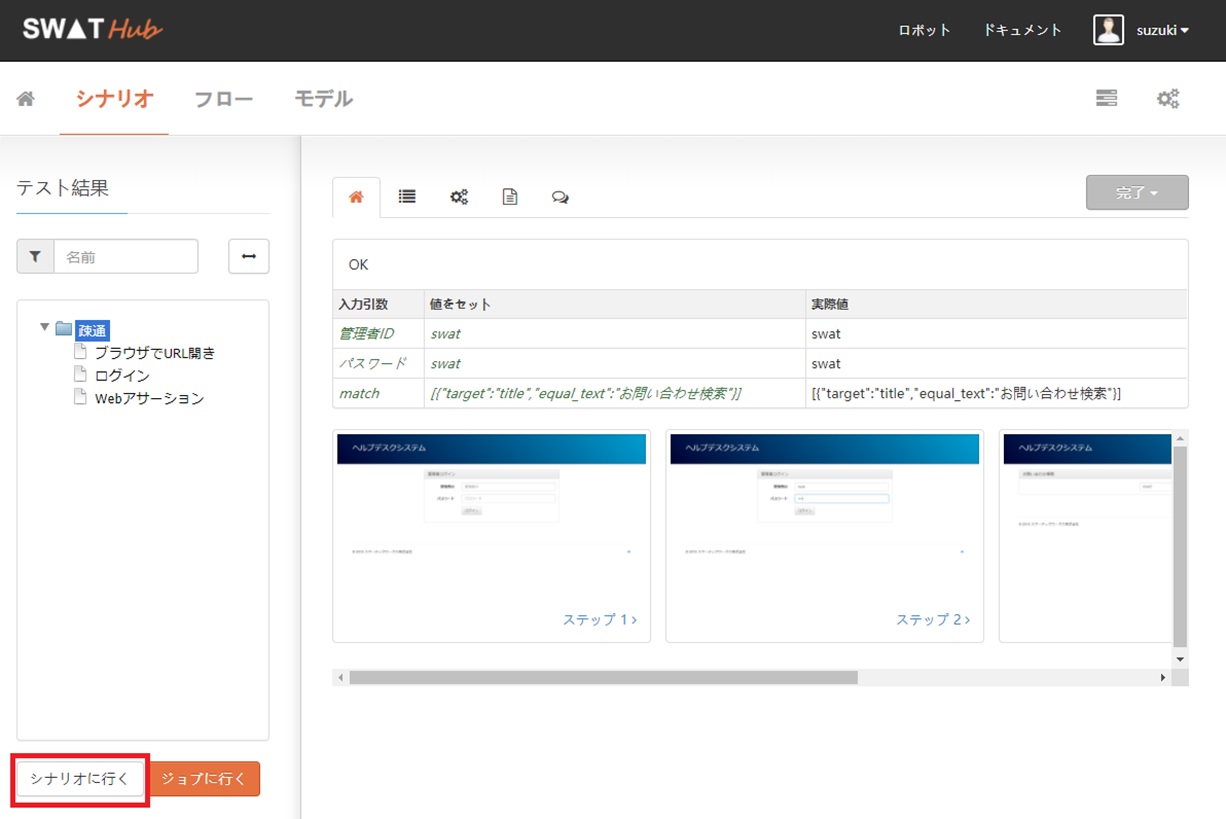 SWAT Hub
ロボット ドキュメント suzuki
シナリオ フロー モデル
テスト結果
名前
疎通
ブラウザでURL開き
ログイン
Webアサーション
シナリオに行く ジョブに行く
完了
OK
入力引数 値をセット 実際値
管理者ID swat swat
パスワード swat swat
match [{"target":"title","equal_text":"お問い合わせ検索"}] [{"target":"title","equal_text":"お問い合わせ検索"}]
ヘルプデスクシステム ヘルプデスクシステム ヘルプデスクシステム
ステップ 1 ステップ 2